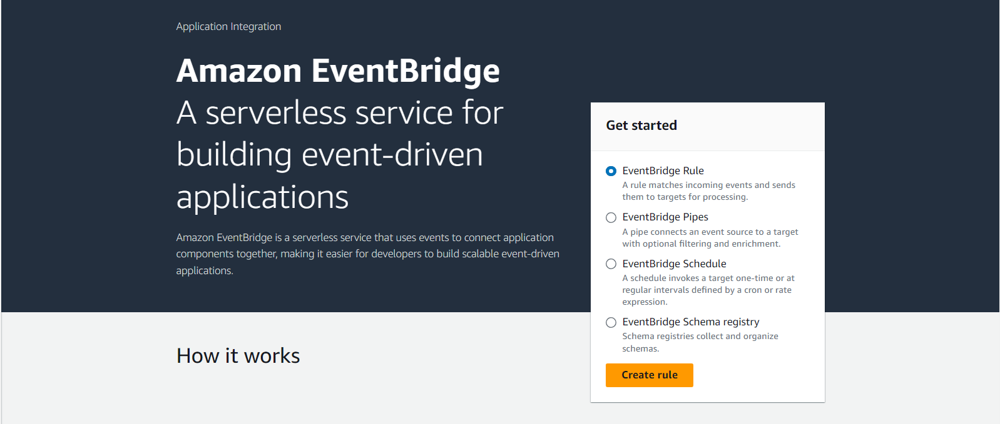 Application Integration
Amazon EventBridge
A serverless service for
building event-driven
applications
Amazon EventBridge is a serverless service that uses events to connect application
components together, making it easier for developers to build scalable event-driven
applications.
Get started
EventBridge Rule
A rule matches incoming events and sends
them to targets for processing.
EventBridge Pipes
A pipe connects an event source to a target
with optional filtering and enrichment.
EventBridge Schedule
A schedule invokes a target one-time or at
regular intervals defined by a cron or rate
expression.
EventBridge Schema registry
Schema registries collect and organize
schemas.
Create rule
How it works